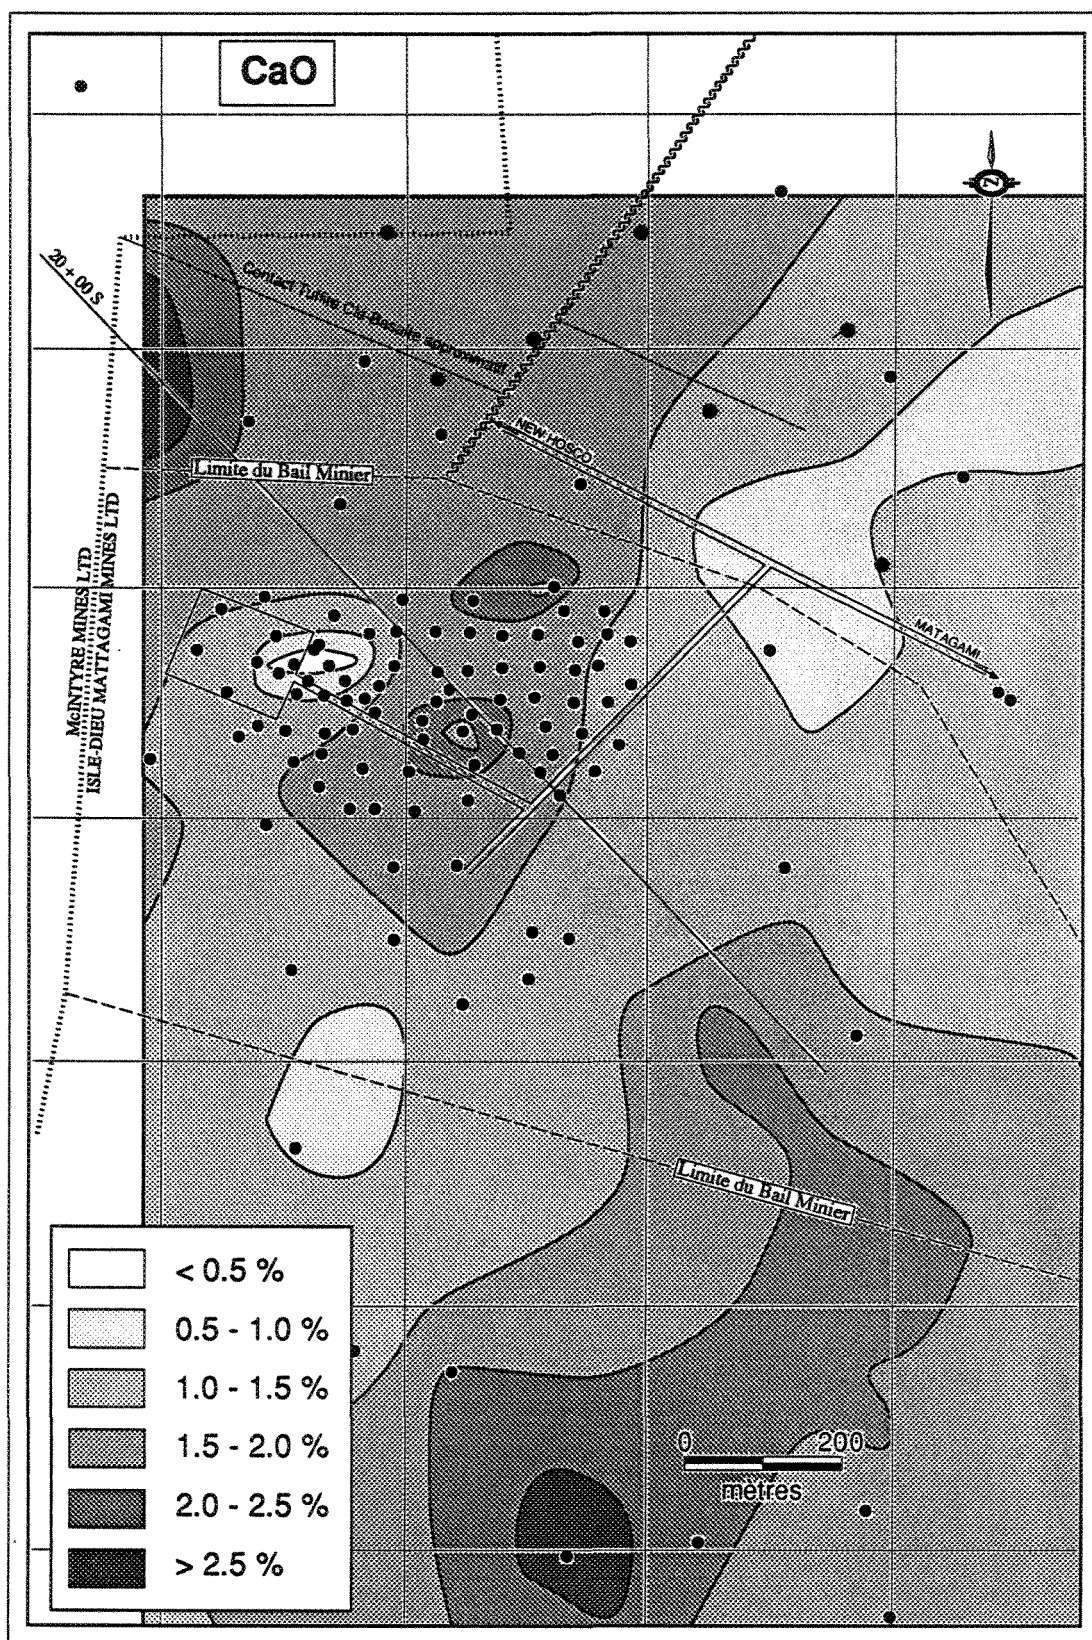 CaO
N
20 + 00 S
Contact Tuffite Clé-Basalte approximatif
NEW HOSCO
Limite du Bail Minier
McINTYRE MINES LTD
ISLE-DIEU MATTAGAMI MINES LTD
MATAGAMI
Limite du Bail Minier
< 0.5 %
0.5 - 1.0 %
1.0 - 1.5 %
1.5 - 2.0 %
2.0 - 2.5 %
> 2.5 %
0 200
mètres